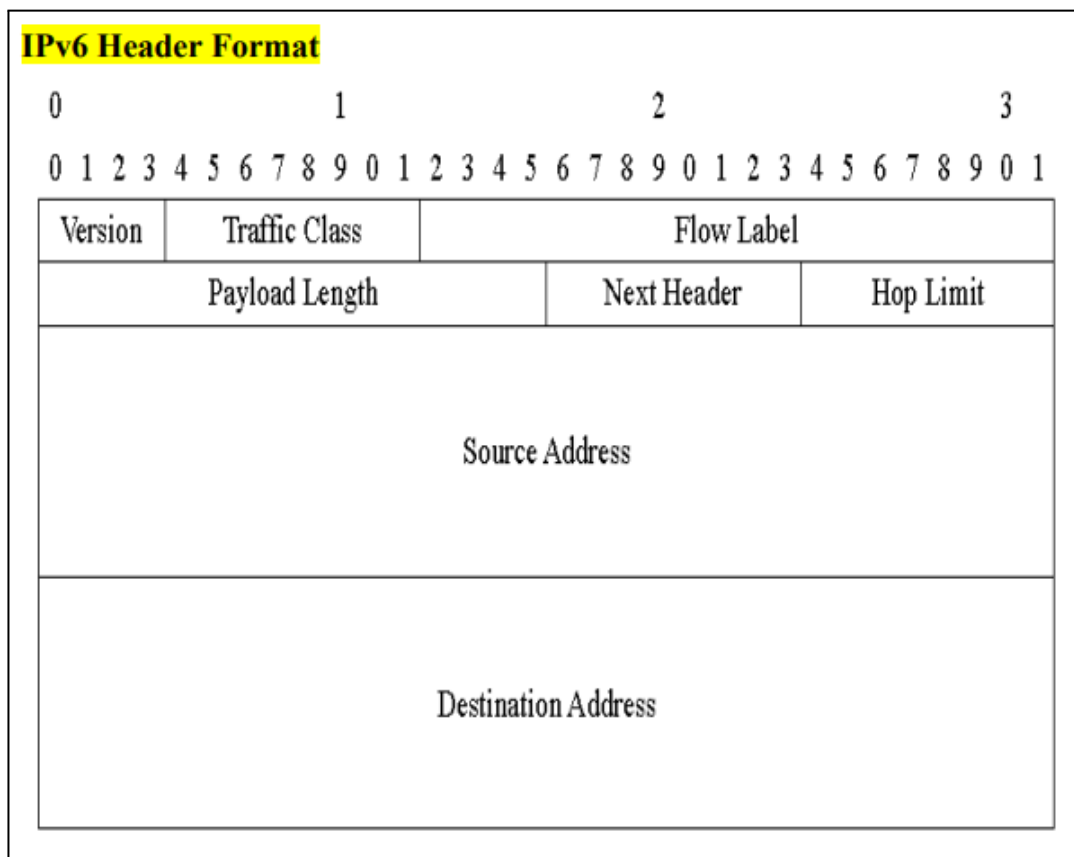 IPv6 Header Format
0 1 2 3
0 1 2 3 4 5 6 7 8 9 0 1 2 3 4 5 6 7 8 9 0 1 2 3 4 5 6 7 8 9 0 1
Version Traffic Class Flow Label
Payload Length Next Header Hop Limit
Source Address
Destination Address